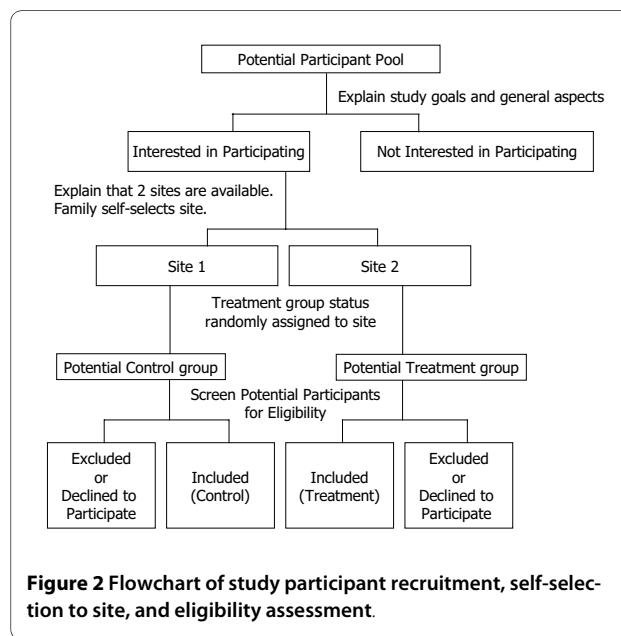 Potential Participant Pool
Explain study goals and general aspects
Interested in Participating
Not Interested in Participating
Explain that 2 sites are available.
Family self-selects site.
Site 1
Site 2
Treatment group status
randomly assigned to site
Potential Control group
Potential Treatment group
Screen Potential Participants
for Eligibility
Excluded
or
Declined to
Participate
Included
(Control)
Included
(Treatment)
Excluded
or
Declined to
Participate
Figure 2 Flowchart of study participant recruitment, self-selec-
tion to site, and eligibility assessment.